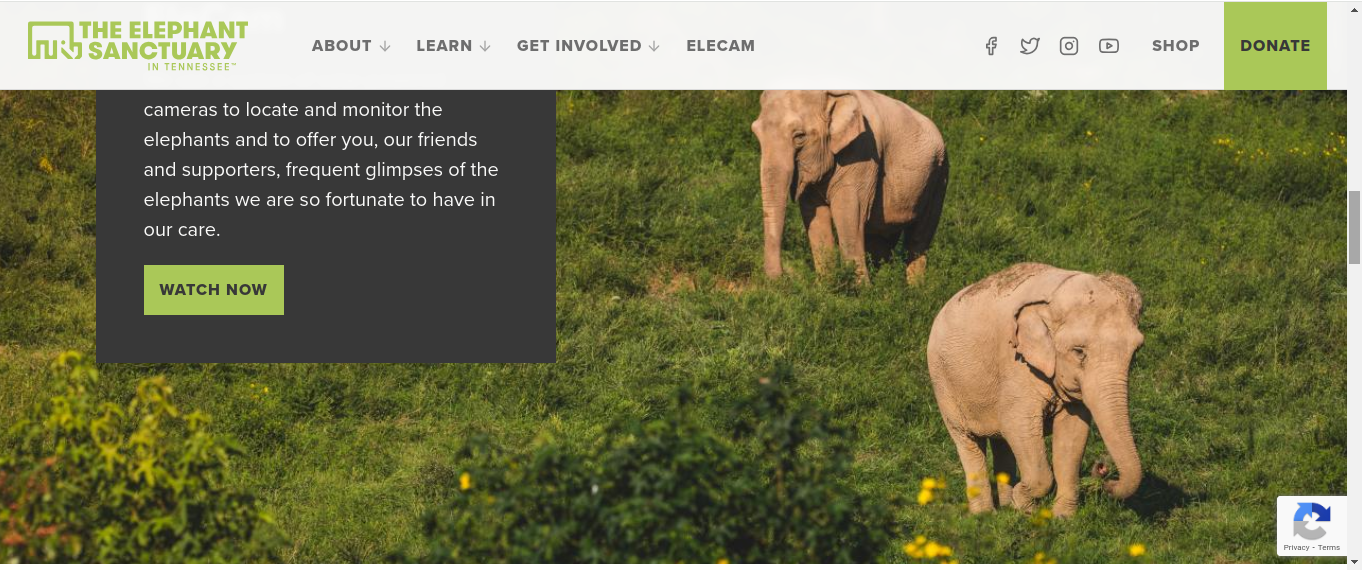 THE ELEPHANT
SANCTUARY
IN TENNESSEE™
ABOUT
LEARN
GET INVOLVED
ELECAM
SHOP
DONATE
cameras to locate and monitor the
elephants and to offer you, our friends
and supporters, frequent glimpses of the
elephants we are so fortunate to have in
our care.
WATCH NOW
Privacy - Terms